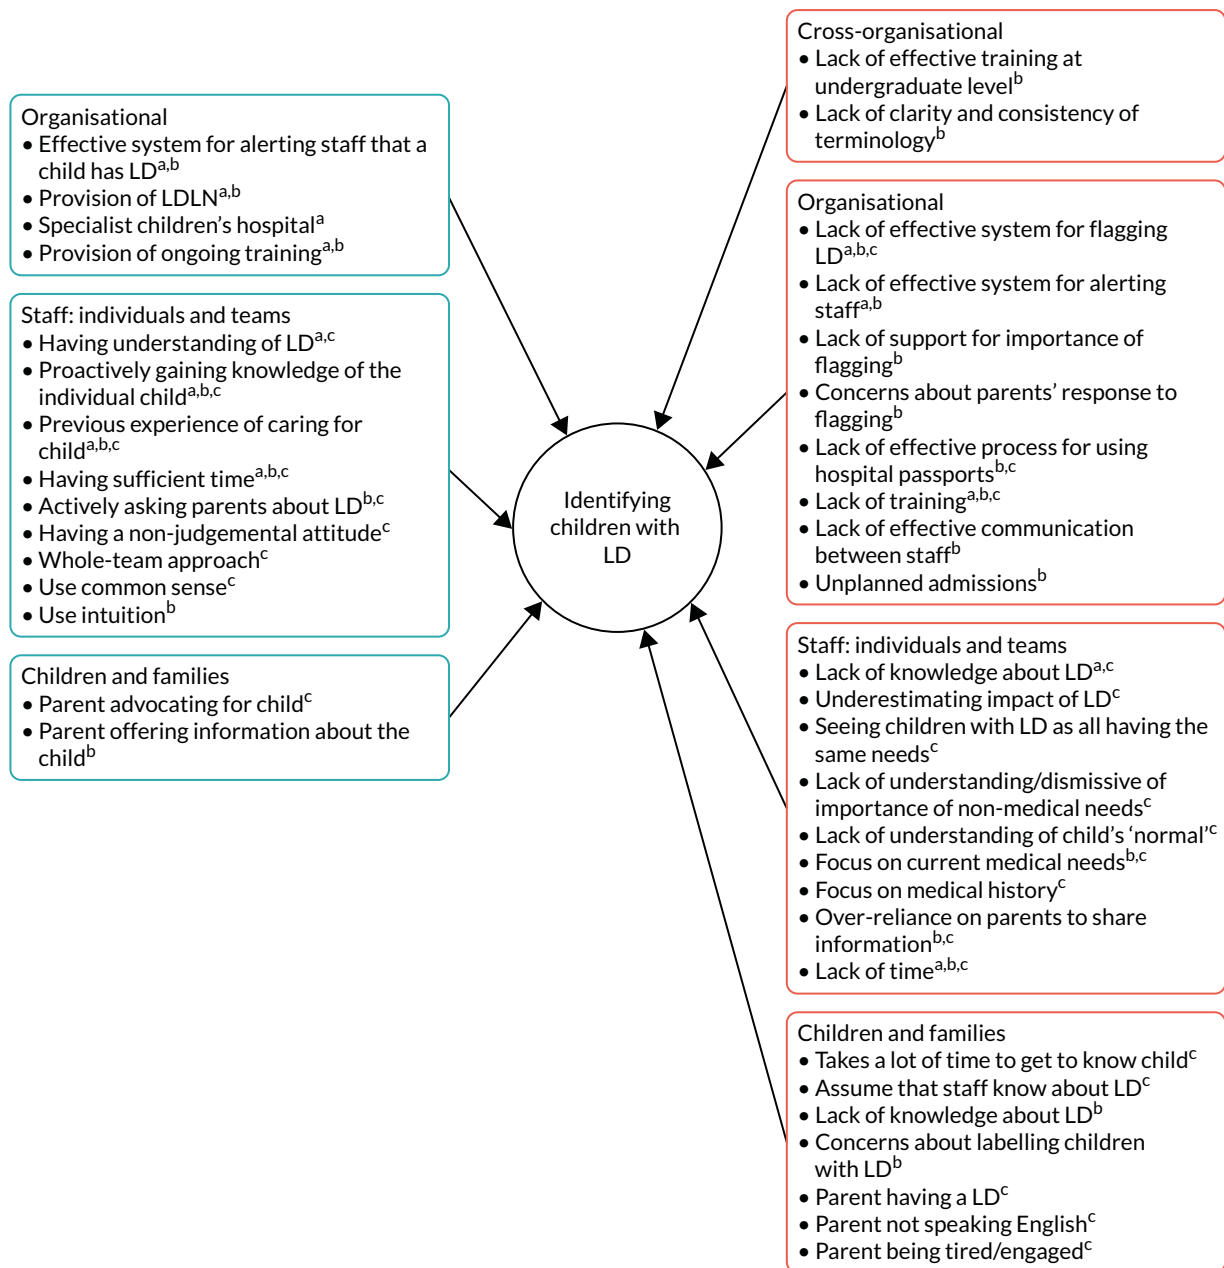 Organisational
• Effective system for alerting staff that a
child has LDa,b
• Provision of LDLNa,b
• Specialist children’s hospitala
• Provision of ongoing traininga,b
Staff: individuals and teams
• Having understanding of LDa,c
• Proactively gaining knowledge of the
individual childa,b,c
• Previous experience of caring for
childa,b,c
• Having sufficient timea,b,c
• Actively asking parents about LDb,c
• Having a non-judgemental attitudec
• Whole-team approachc
• Use common sensec
• Use intuitionb
Children and families
• Parent advocating for childc
• Parent offering information about the
childb
Identifying
children with
LD
Cross-organisational
• Lack of effective training at
undergraduate levelb
• Lack of clarity and consistency of
terminologyb
Organisational
• Lack of effective system for flagging
LDa,b,c
• Lack of effective system for alerting
staffa,b
• Lack of support for importance of
flaggingb
• Concerns about parents’ response to
flaggingb
• Lack of effective process for using
hospital passportsb,c
• Lack of traininga,b,c
• Lack of effective communication
between staffb
• Unplanned admissionsb
Staff: individuals and teams
• Lack of knowledge about LDa,c
• Underestimating impact of LDc
• Seeing children with LD as all having the
same needsc
• Lack of understanding/dismissive of
importance of non-medical needsc
• Lack of understanding of child’s ‘normal’c
• Focus on current medical needsb,c
• Focus on medical historyc
• Over-reliance on parents to share
informationb,c
• Lack of timea,b,c
Children and families
• Takes a lot of time to get to know childc
• Assume that staff know about LDc
• Lack of knowledge about LDb
• Concerns about labelling children
with LDb
• Parent having a LDc
• Parent not speaking Englishc
• Parent being tired/engagedc